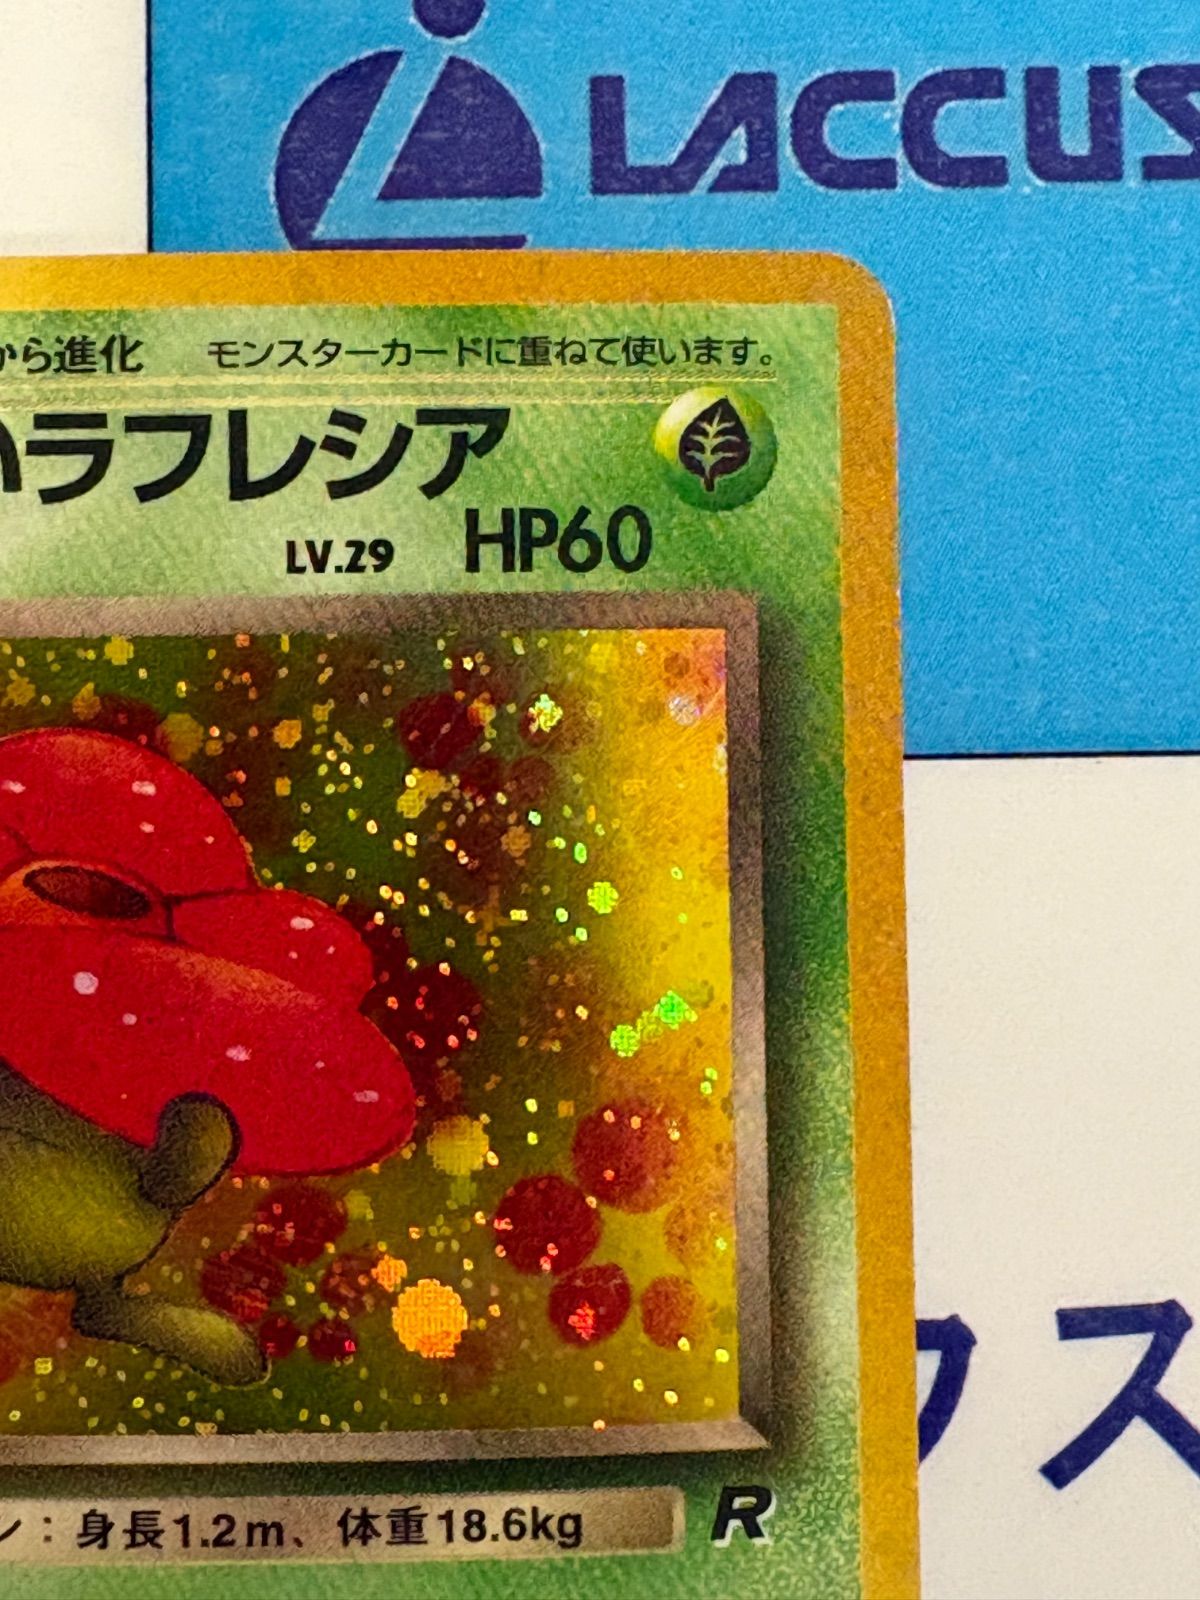 LACCUS
から進化 モンスターカードに重ねて使います。
ラフレシア
LV.29 HP60
ン：身長1.2m、体重18.6kg
R
クス